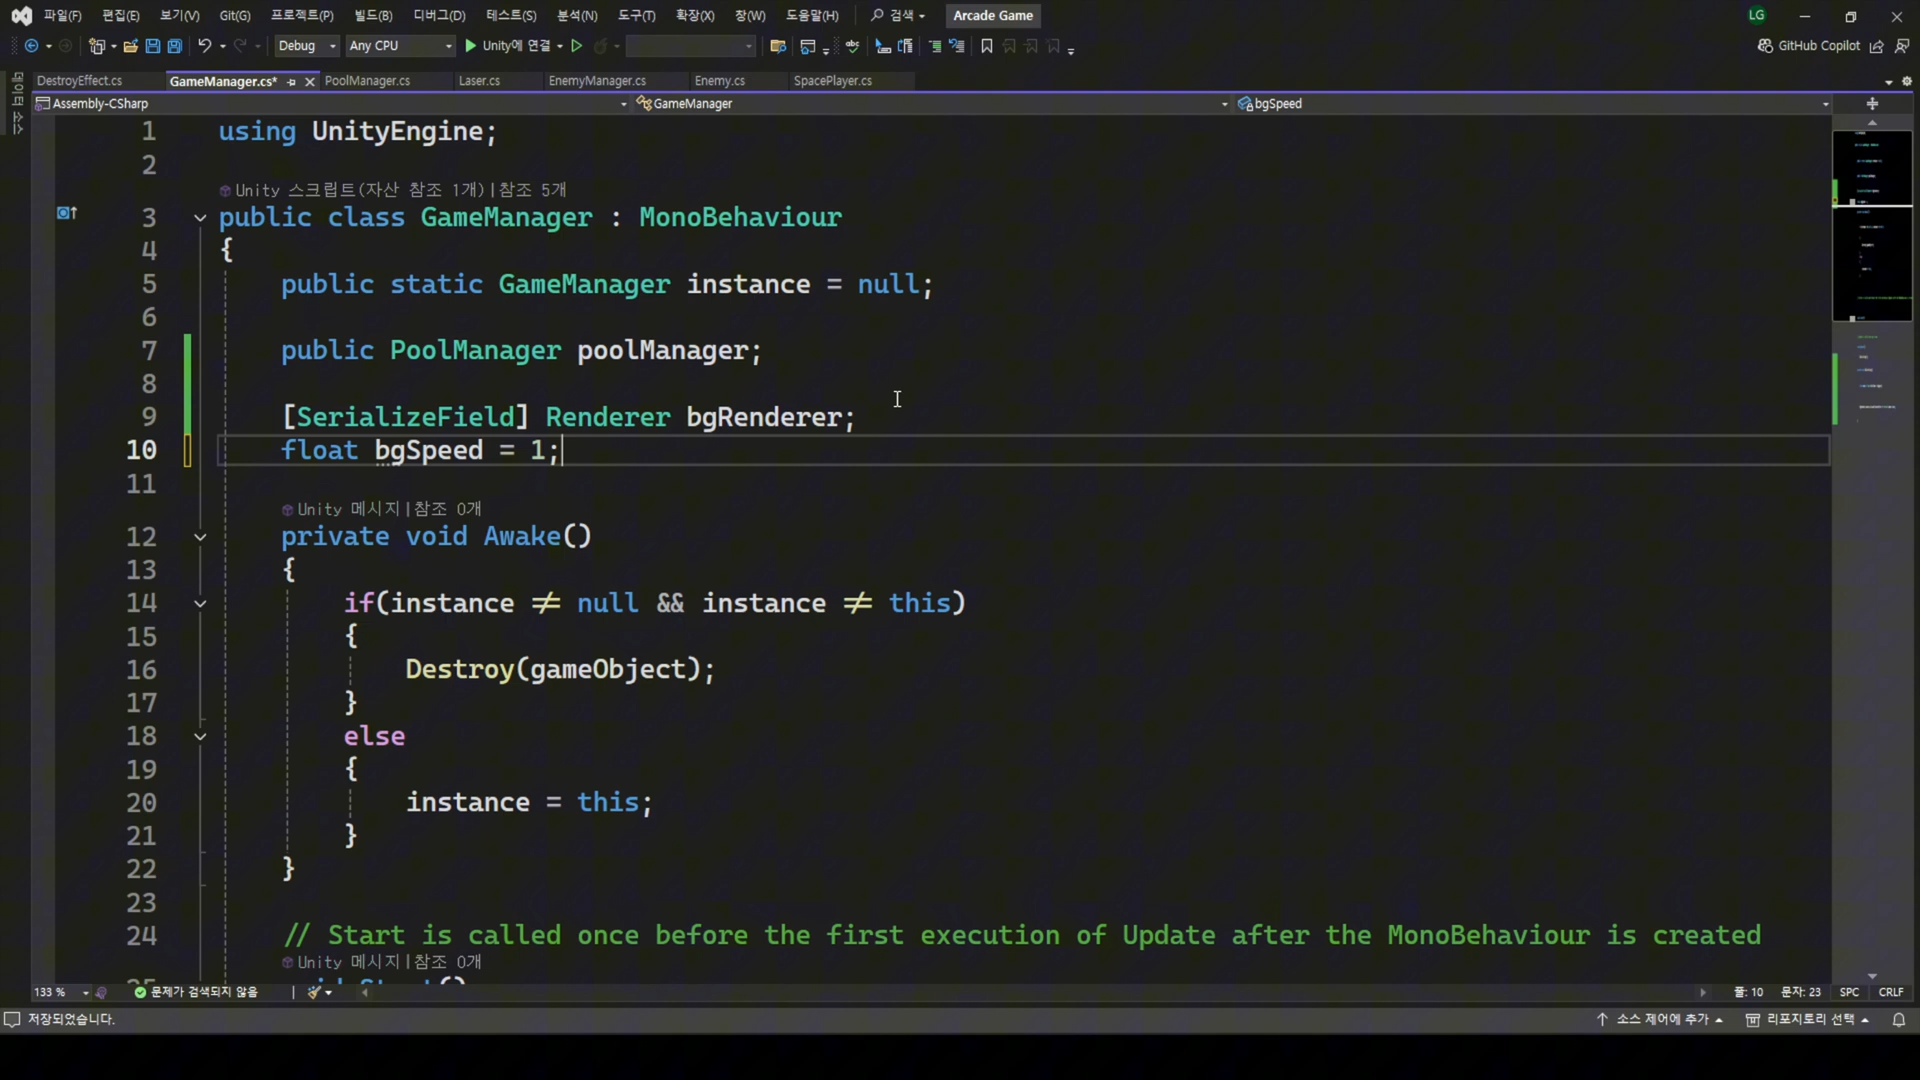 파일(F) 편집(E) 보기(V) Git(G) 프로젝트(P) 빌드(B) 디버그(D) 테스트(S) 분석(N) 도구(T) 확장(X) 창(W) 도움말(H) 검색 Arcade Game LG
Debug Any CPU Unity에 연결 GitHub Copilot
DestroyEffect.cs GameManager.cs* PoolManager.cs Laser.cs EnemyManager.cs Enemy.cs SpacePlayer.cs
데이터 소스
Assembly-CSharp GameManager bgSpeed
1 using UnityEngine;
2
Unity 스크립트(자산 참조 1개)|참조 5개
3 public class GameManager : MonoBehaviour
4 {
5 public static GameManager instance = null;
6
7 public PoolManager poolManager;
8
9 [SerializeField] Renderer bgRenderer;
10 float bgSpeed = 1;
11
Unity 메시지|참조 0개
12 private void Awake()
13 {
14 if(instance ≠ null && instance ≠ this)
15 {
16 Destroy(gameObject);
17 }
18 else
19 {
20 instance = this;
21 }
22 }
23
24 // Start is called once before the first execution of Update after the MonoBehaviour is created
Unity 메시지|참조 0개
133 % 문제가 검색되지 않음 줄: 10 문자: 23 SPC CRLF
저장되었습니다. 소스 제어에 추가 리포지토리 선택